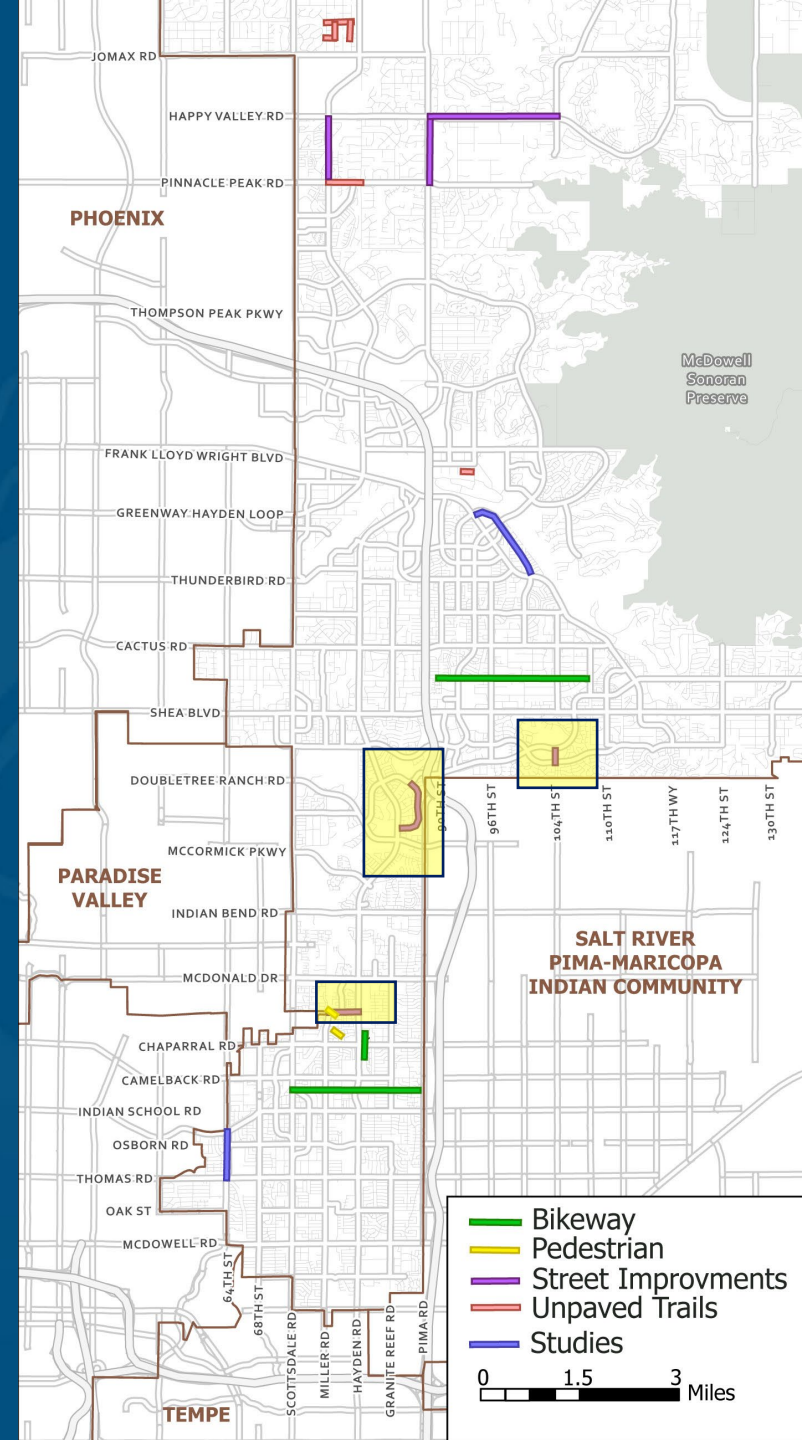 JOMAX RD
HAPPY VALLEY RD
PINNACLE PEAK RD
PHOENIX
THOMPSON PEAK PKWY
McDowell
Sonoran
Preserve
FRANK LLOYD WRIGHT BLVD
GREENWAY HAYDEN LOOP
THUNDERBIRD RD
CACTUS RD
SHEA BLVD
DOUBLETREE RANCH RD
90TH ST
96TH ST
104TH ST
110TH ST
117TH WY
124TH ST
130TH ST
MCCORMICK PKWY
PARADISE
VALLEY
INDIAN BEND RD
SALT RIVER
PIMA-MARICOPA
INDIAN COMMUNITY
MCDONALD DR
CHAPARRAL RD
CAMELBACK RD
INDIAN SCHOOL RD
OSBORN RD
THOMAS RD
OAK ST
MCDOWELL RD
64TH ST
68TH ST
SCOTTSDALE RD
MILLER RD
HAYDEN RD
GRANITE REEF RD
PIMA RD
TEMPE
Bikeway
Pedestrian
Street Improvments
Unpaved Trails
Studies
0 1.5 3
Miles